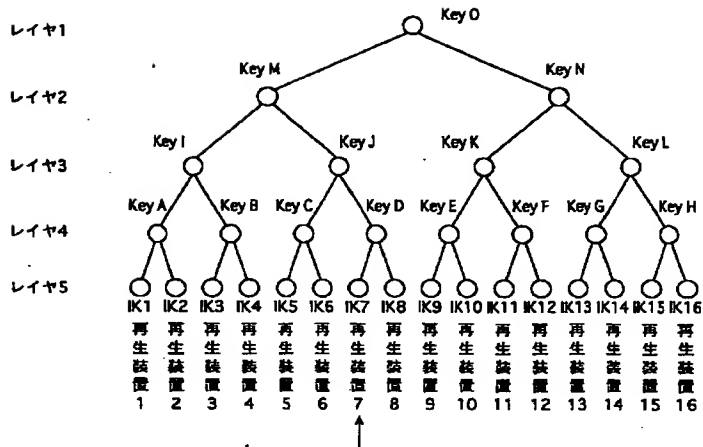 レイヤ1
Key O
レイヤ2
Key M
Key N
レイヤ3
Key I
Key J
Key K
Key L
レイヤ4
Key A
Key B
Key C
Key D
Key E
Key F
Key G
Key H
レイヤ5
IK1 IK2 IK3 IK4 IK5 IK6 IK7 IK8 IK9 IK10 IK11 IK12 IK13 IK14 IK15 IK16
再生装置1
再生装置2
再生装置3
再生装置4
再生装置5
再生装置6
再生装置7
再生装置8
再生装置9
再生装置10
再生装置11
再生装置12
再生装置13
再生装置14
再生装置15
再生装置16